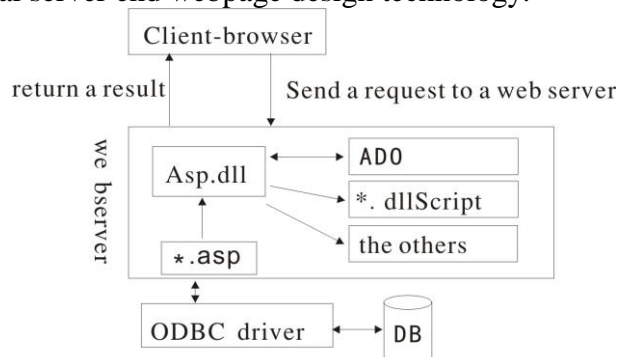 al server end webpage design technology.
Client-browser
return a result
Send a request to a web server
we bserver
Asp.dll
ADO
*. dllScript
the others
*.asp
ODBC driver
DB